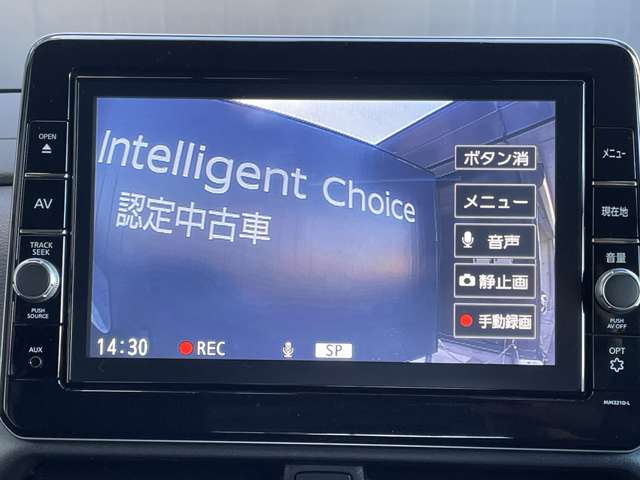 OPEN
AV
TRACK
SEEK
PUSH
SOURCE
AUX
Intelligent Choice
認定中古車
ボタン消
メニュー
音声
静止画
手動録画
14:30
REC
SP
メニュー
現在地
音量
PUSH
AV OFF
OPT
MM321D-L